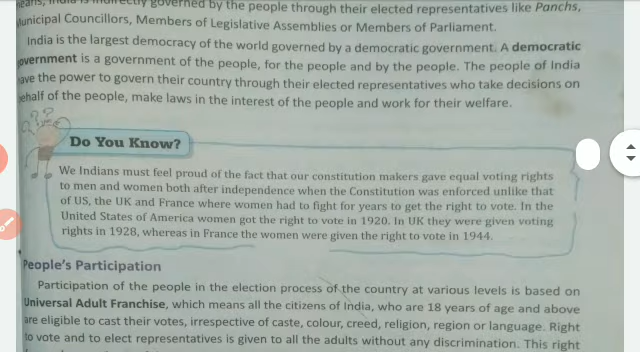 governed by the people through their elected representatives like Panchs,
Municipal Councillors, Members of Legislative Assemblies or Members of Parliament.
India is the largest democracy of the world governed by a democratic government. A democratic
government is a government of the people, for the people and by the people. The people of India
have the power to govern their country through their elected representatives who take decisions on
behalf of the people, make laws in the interest of the people and work for their welfare.
Do You Know?
We Indians must feel proud of the fact that our constitution makers gave equal voting rights
to men and women both after independence when the Constitution was enforced unlike that
of US, the UK and France where women had to fight for years to get the right to vote. In the
United States of America women got the right to vote in 1920. In UK they were given voting
rights in 1928, whereas in France the women were given the right to vote in 1944.
People's Participation
Participation of the people in the election process of the country at various levels is based on
Universal Adult Franchise, which means all the citizens of India, who are 18 years of age and above
are eligible to cast their votes, irrespective of caste, colour, creed, religion, region or language. Right
to vote and to elect representatives is given to all the adults without any discrimination. This right